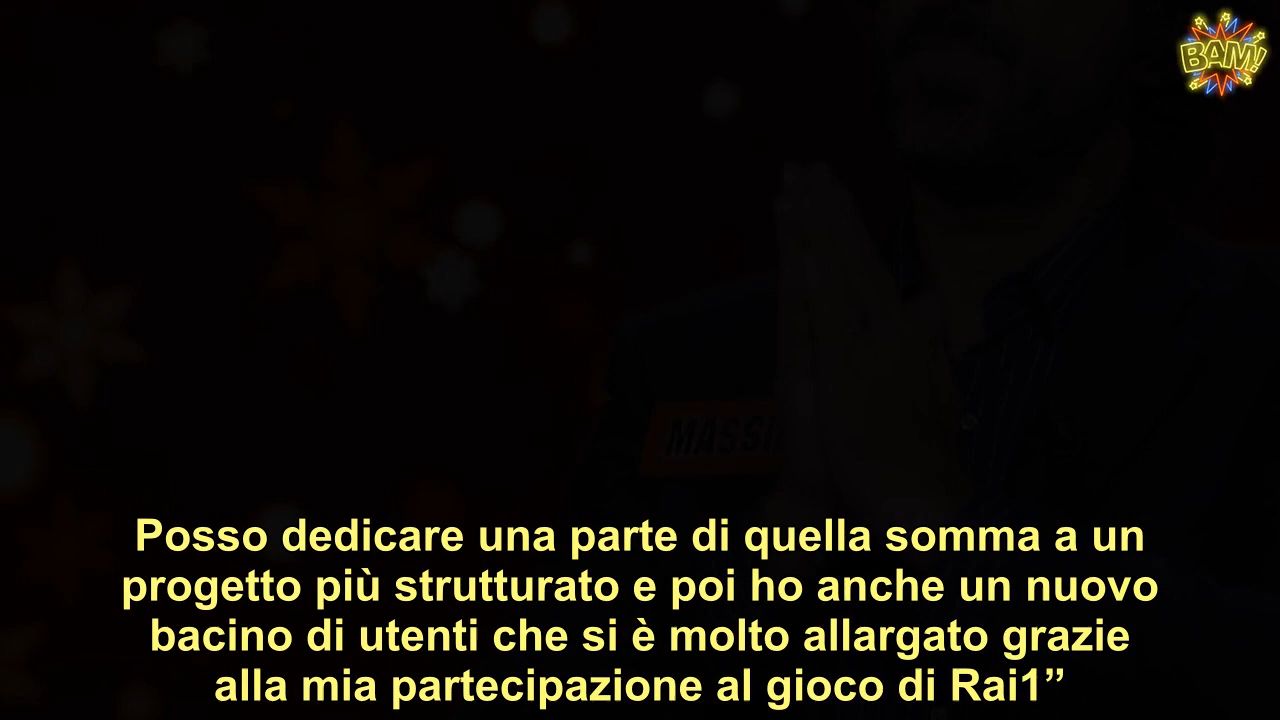 BAM!
MASSI
Posso dedicare una parte di quella somma a un
progetto più strutturato e poi ho anche un nuovo
bacino di utenti che si è molto allargato grazie
alla mia partecipazione al gioco di Rai1”